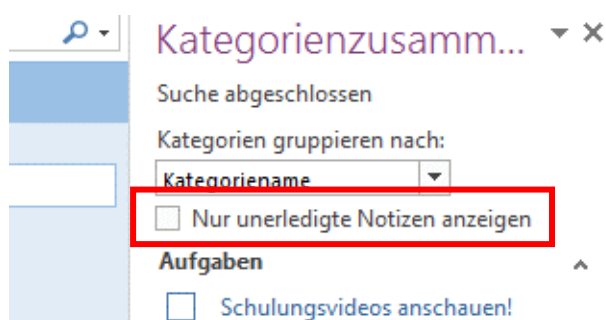 Kategorienzusamm...
Suche abgeschlossen
Kategorien gruppieren nach:
Kategoriename
Nur unerledigte Notizen anzeigen
Aufgaben
Schulungsvideos anschauen!